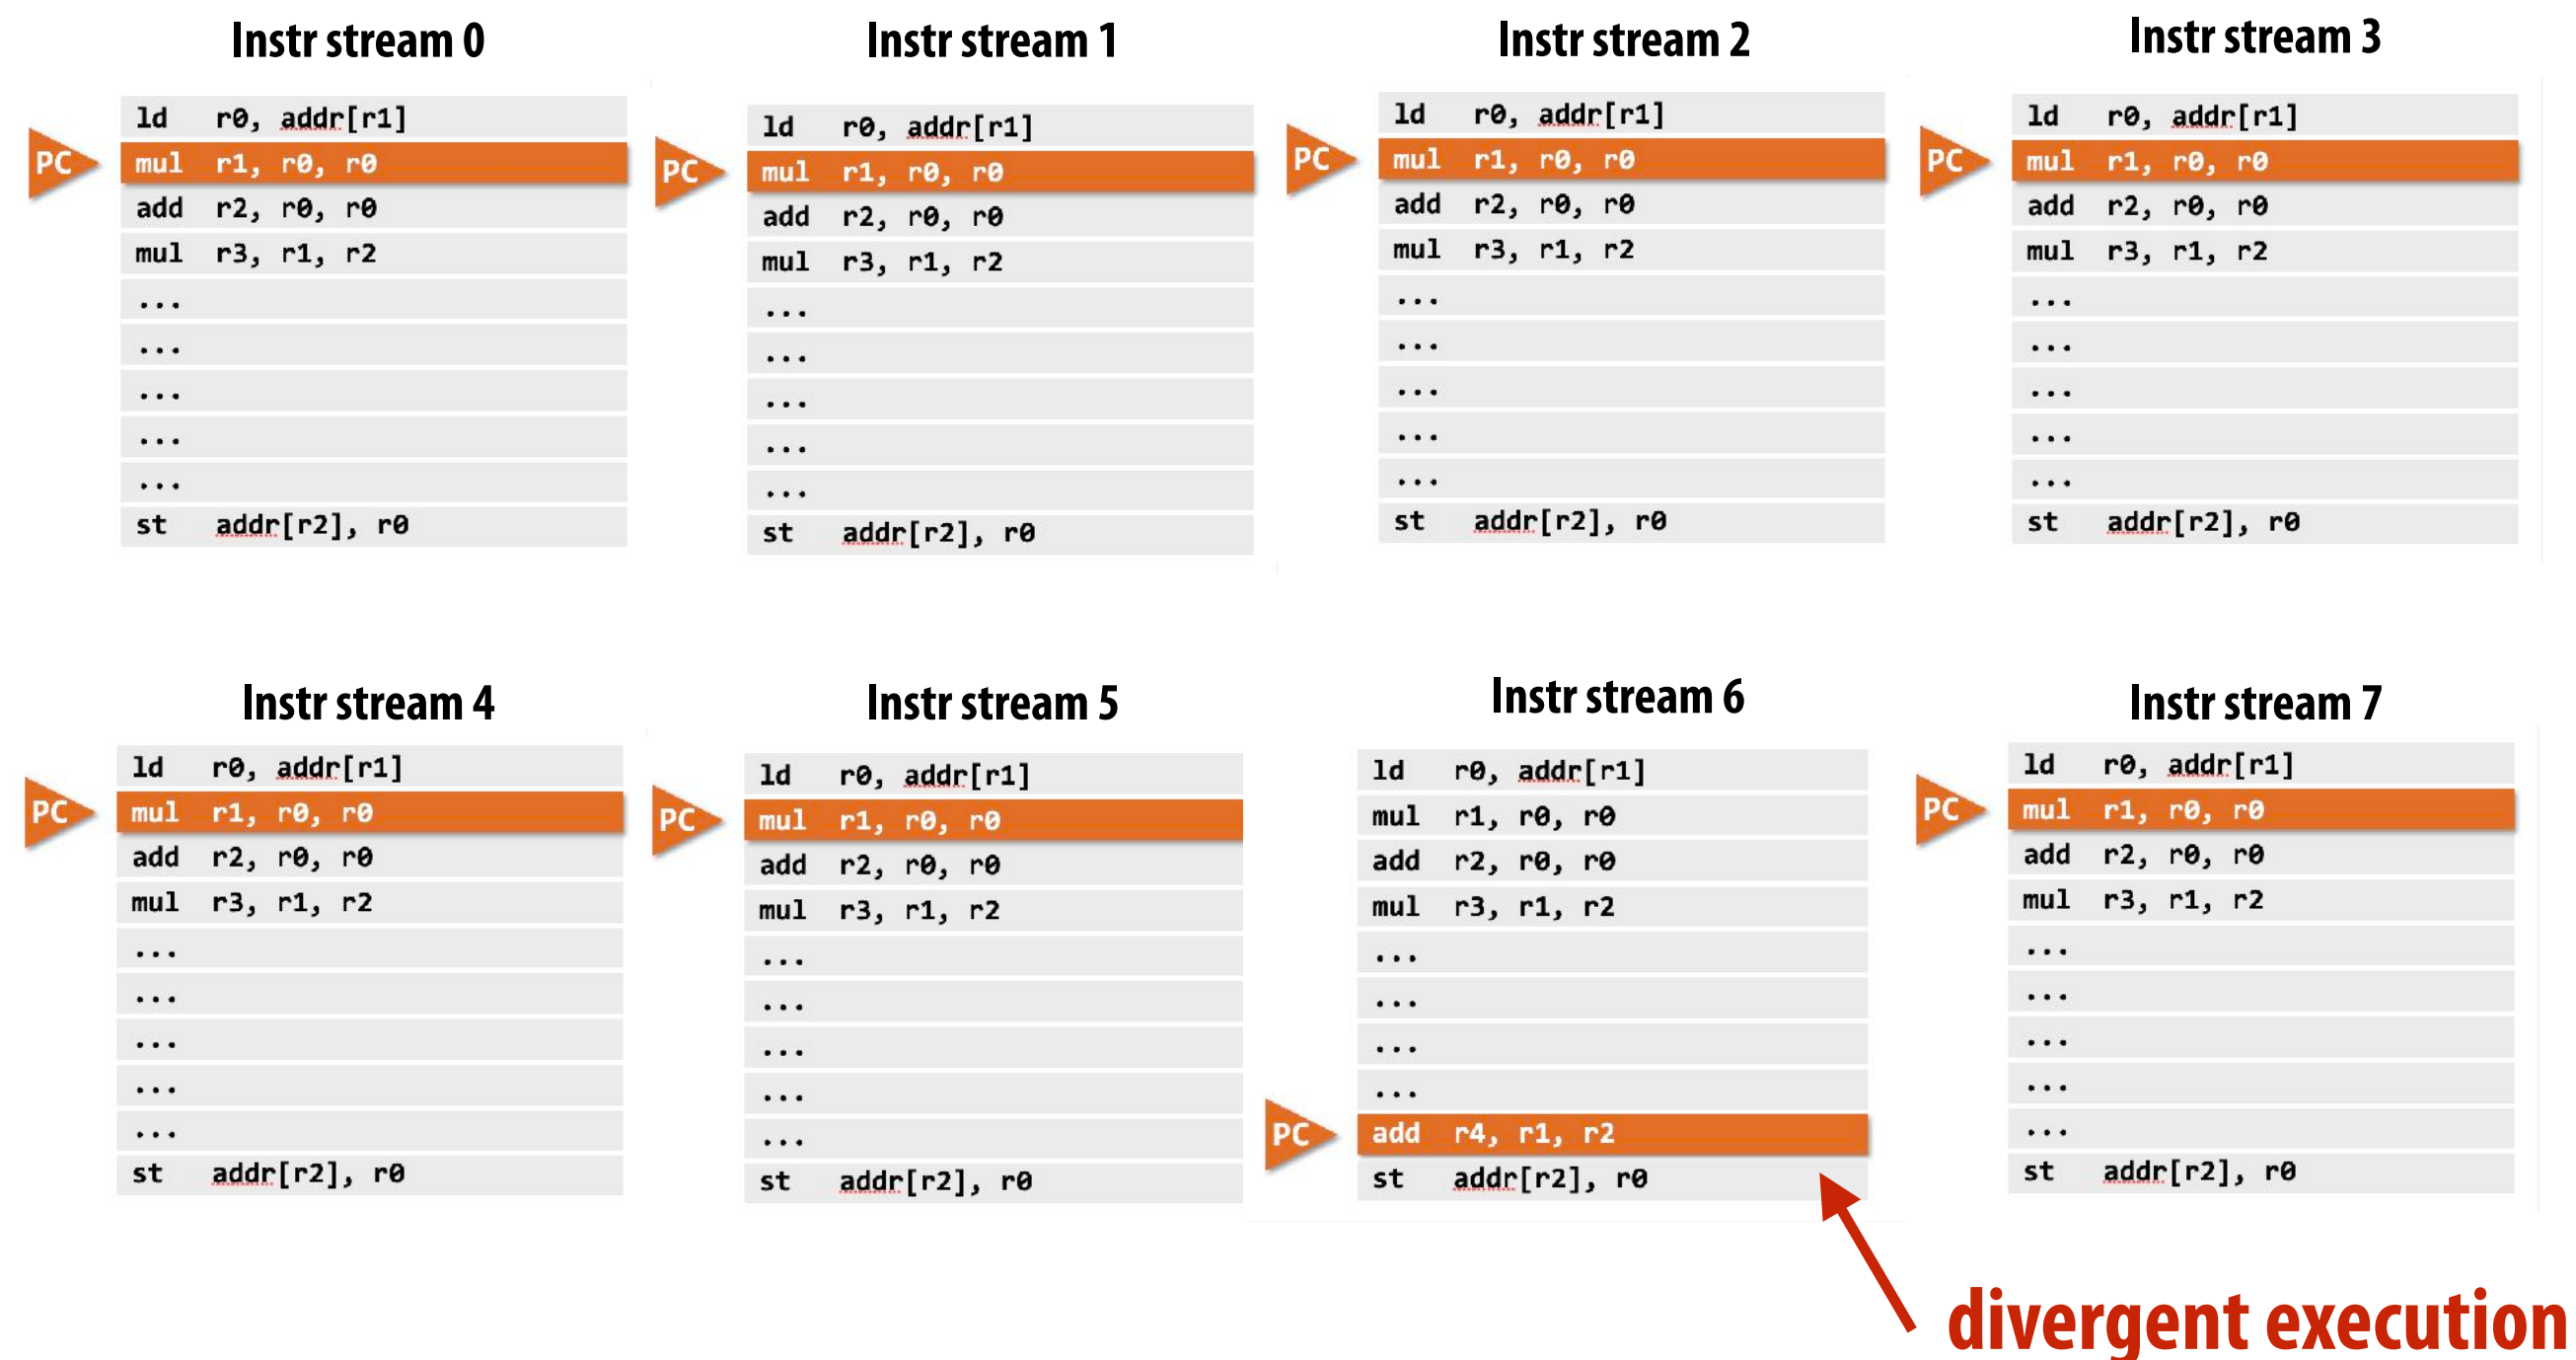 Instr stream 0
PC
ld r0, addr[r1]
mul r1, r0, r0
add r2, r0, r0
mul r3, r1, r2
...
...
...
...
...
st addr[r2], r0
Instr stream 1
PC
ld r0, addr[r1]
mul r1, r0, r0
add r2, r0, r0
mul r3, r1, r2
...
...
...
...
...
st addr[r2], r0
Instr stream 2
PC
ld r0, addr[r1]
mul r1, r0, r0
add r2, r0, r0
mul r3, r1, r2
...
...
...
...
...
st addr[r2], r0
Instr stream 3
PC
ld r0, addr[r1]
mul r1, r0, r0
add r2, r0, r0
mul r3, r1, r2
...
...
...
...
...
st addr[r2], r0
Instr stream 4
PC
ld r0, addr[r1]
mul r1, r0, r0
add r2, r0, r0
mul r3, r1, r2
...
...
...
...
...
st addr[r2], r0
Instr stream 5
PC
ld r0, addr[r1]
mul r1, r0, r0
add r2, r0, r0
mul r3, r1, r2
...
...
...
...
...
st addr[r2], r0
Instr stream 6
ld r0, addr[r1]
mul r1, r0, r0
add r2, r0, r0
mul r3, r1, r2
...
...
...
...
PC
add r4, r1, r2
st addr[r2], r0
Instr stream 7
PC
ld r0, addr[r1]
mul r1, r0, r0
add r2, r0, r0
mul r3, r1, r2
...
...
...
...
...
st addr[r2], r0
divergent execution